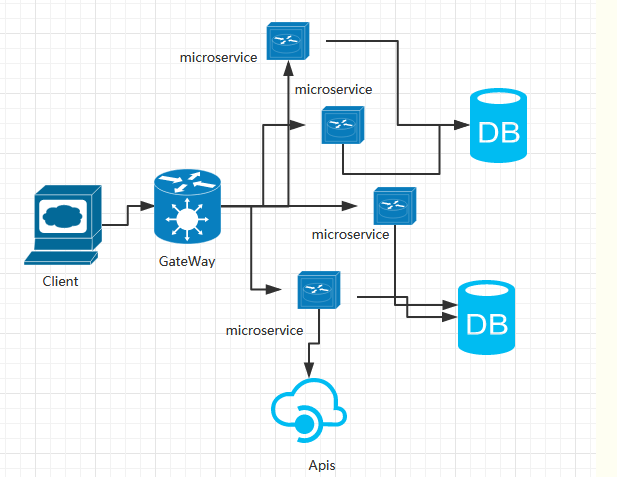 microservice
microservice
DB
microservice
GateWay
Client
microservice
DB
Apis